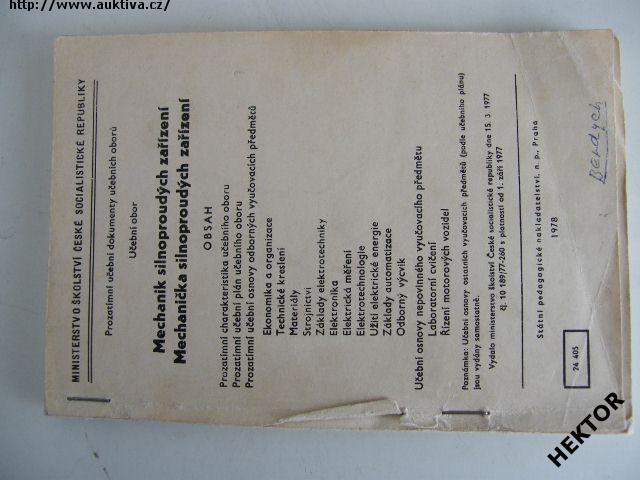 http://www.auktiva.cz/
MINISTERSTVO ŠKOLSTVÍ ČESKÉ SOCIALISTICKÉ REPUBLIKY
Prozatímní učební dokumenty učebních oborů
Učební obor
Mechanik silnoproudých zařízení
Mechanička silnoproudých zařízení
OBSAH
Prozatímní charakteristika učebního oboru
Prozatímní učební plán učebního oboru
Prozatímní učební osnovy odborných vyučovacích předmětů
Ekonomika a organizace
Technické kreslení
Materiály
Strojnictví
Základy elektrotechniky
Elektronika
Elektrická měření
Elektrotechnologie
Užití elektrické energie
Základy automatizace
Odborný výcvik
Učební osnovy nepovinného vyučovacího předmětu
Laboratorní cvičení
Řízení motorových vozidel
Poznámka: Učební osnovy ostatních vyučovacích předmětů (podle učebního plánu)
jsou vydány samostatně.
Vydalo ministerstvo školství České socialistické republiky dne 15. 3. 1977
čj. 10 189/77-260 s platností od 1. září 1977
Státní pedagogické nakladatelství, n. p., Praha
1978
Berdych
24 405
HEKTOR